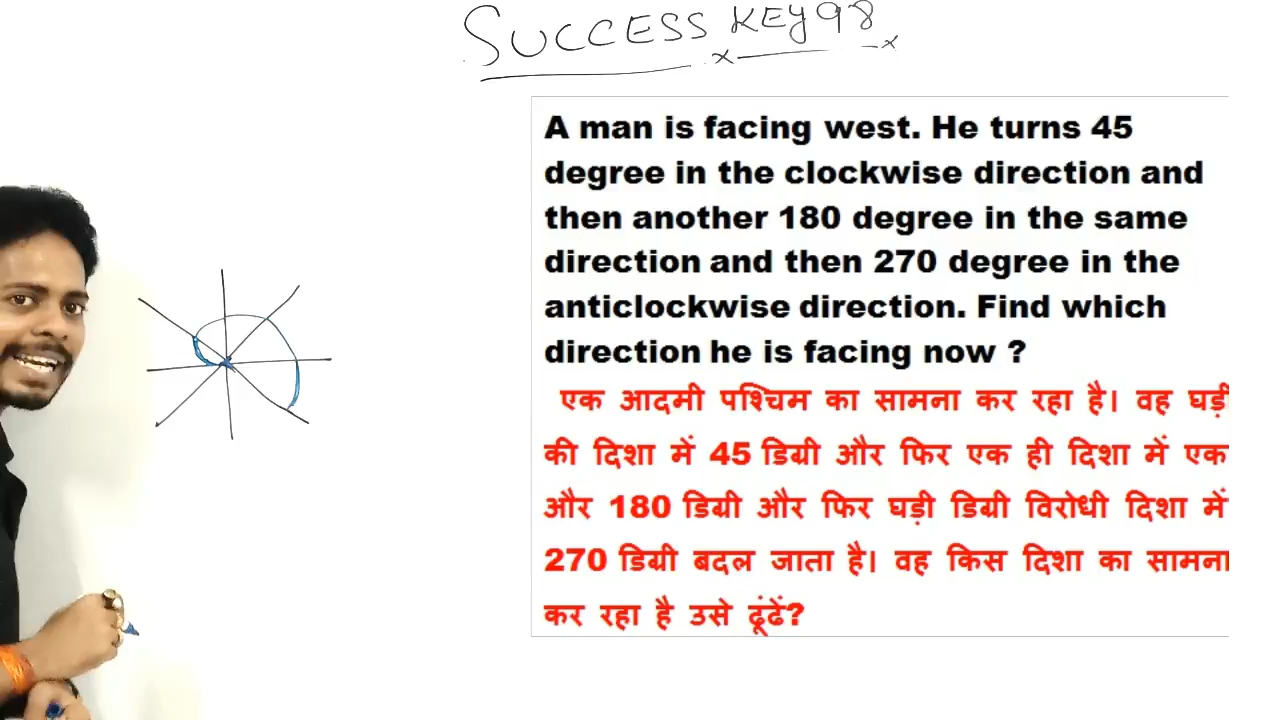 SUCCESS KEY 98
A man is facing west. He turns 45
degree in the clockwise direction and
then another 180 degree in the same
direction and then 270 degree in the
anticlockwise direction. Find which
direction he is facing now ?
एक आदमी पश्चिम का सामना कर रहा है। वह घड़ी
की दिशा में 45 डिग्री और फिर एक ही दिशा में एक
और 180 डिग्री और फिर घड़ी डिग्री विरोधी दिशा में
270 डिग्री बदल जाता है। वह किस दिशा का सामना
कर रहा है उसे ढूंढें?